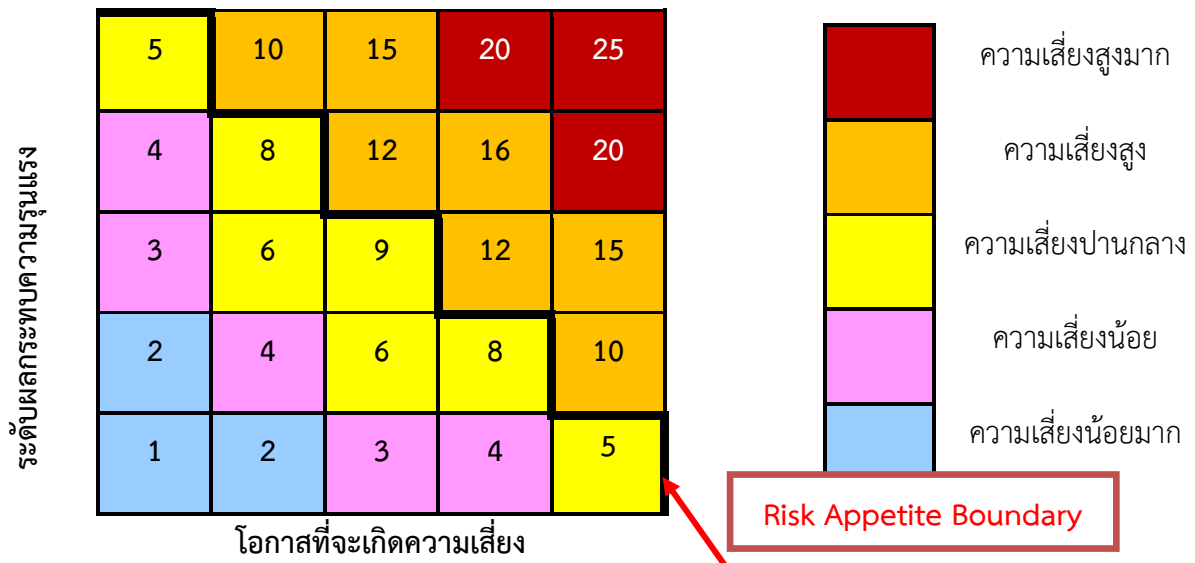 5 10 15 20 25
ความเสี่ยงสูงมาก
4 8 12 16 20
ความเสี่ยงสูง
3 6 9 12 15
ความเสี่ยงปานกลาง
2 4 6 8 10
ความเสี่ยงน้อย
1 2 3 4 5
ความเสี่ยงน้อยมาก
ระดับผลกระทบความรุนแรง
โอกาสที่จะเกิดความเสี่ยง
Risk Appetite Boundary